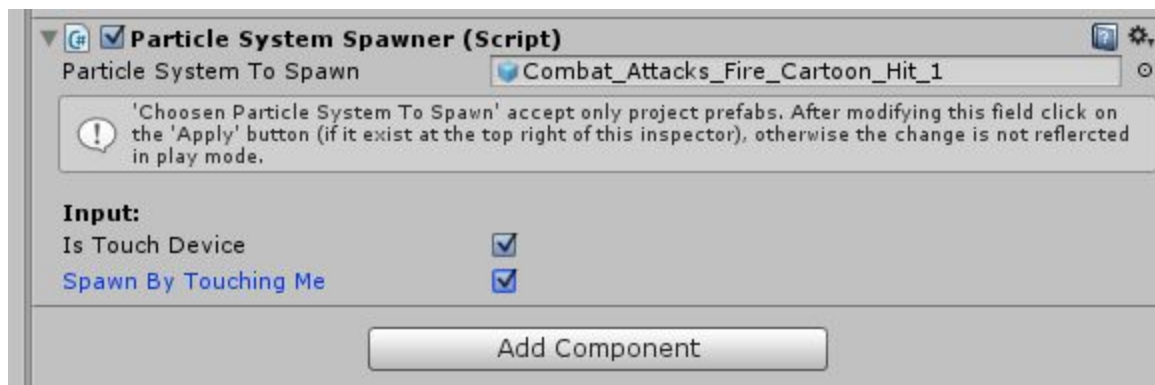 Particle System Spawner (Script)
Particle System To Spawn Combat_Attacks_Fire_Cartoon_Hit_1
'Choosen Particle System To Spawn' accept only project prefabs. After modifying this field click on
the 'Apply' button (if it exist at the top right of this inspector), otherwise the change is not reflercted
in play mode.
Input:
Is Touch Device
Spawn By Touching Me
Add Component